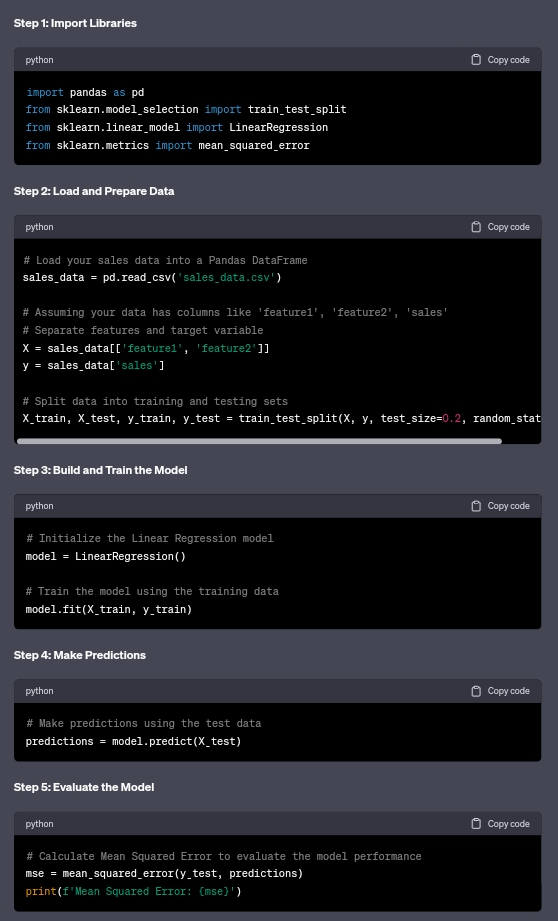 Step 1: Import Libraries
python
Copy code
import pandas as pd
from sklearn.model_selection import train_test_split
from sklearn.linear_model import LinearRegression
from sklearn.metrics import mean_squared_error
Step 2: Load and Prepare Data
python
Copy code
# Load your sales data into a Pandas DataFrame
sales_data = pd.read_csv('sales_data.csv')
# Assuming your data has columns like 'feature1', 'feature2', 'sales'
# Separate features and target variable
X = sales_data[['feature1', 'feature2']]
y = sales_data['sales']
# Split data into training and testing sets
X_train, X_test, y_train, y_test = train_test_split(X, y, test_size=0.2, random_stat
Step 3: Build and Train the Model
python
Copy code
# Initialize the Linear Regression model
model = LinearRegression()
# Train the model using the training data
model.fit(X_train, y_train)
Step 4: Make Predictions
python
Copy code
# Make predictions using the test data
predictions = model.predict(X_test)
Step 5: Evaluate the Model
python
Copy code
# Calculate Mean Squared Error to evaluate the model performance
mse = mean_squared_error(y_test, predictions)
print(f'Mean Squared Error: {mse}')